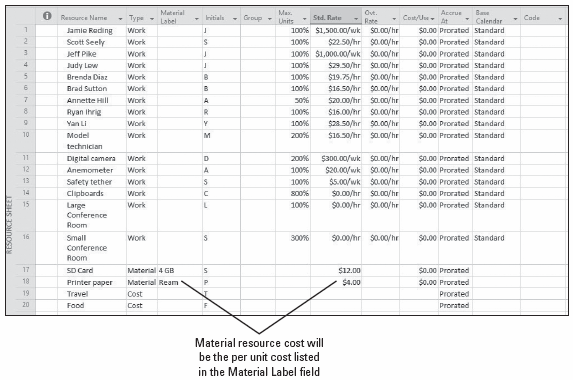 Resource Name Type Material Label Initials Group Max. Units Std. Rate Ovt. Rate Cost/Use Accrue At Base Calendar Code
1 Jamie Reding Work J 100% $1,500.00/wk $0.00/hr $0.00 Prorated Standard
2 Scott Seely Work S 100% $22.50/hr $0.00/hr $0.00 Prorated Standard
3 Jeff Pike Work J 100% $1,000.00/wk $0.00/hr $0.00 Prorated Standard
4 Judy Lew Work J 100% $29.50/hr $0.00/hr $0.00 Prorated Standard
5 Brenda Diaz Work B 100% $19.75/hr $0.00/hr $0.00 Prorated Standard
6 Brad Sutton Work B 100% $16.50/hr $0.00/hr $0.00 Prorated Standard
7 Annette Hill Work A 50% $20.00/hr $0.00/hr $0.00 Prorated Standard
8 Ryan Ihrig Work R 100% $16.00/hr $0.00/hr $0.00 Prorated Standard
9 Yan Li Work Y 100% $28.50/hr $0.00/hr $0.00 Prorated Standard
10 Model technician Work M 200% $16.50/hr $0.00/hr $0.00 Prorated Standard
11 Digital camera Work D 200% $300.00/wk $0.00/hr $0.00 Prorated Standard
12 Anemometer Work A 100% $20.00/wk $0.00/hr $0.00 Prorated Standard
13 Safety tether Work S 100% $5.00/wk $0.00/hr $0.00 Prorated Standard
14 Clipboards Work C 800% $0.00/hr $0.00/hr $0.00 Prorated Standard
15 Large Conference Room Work L 100% $0.00/hr $0.00/hr $0.00 Prorated Standard
16 Small Conference Room Work S 300% $0.00/hr $0.00/hr $0.00 Prorated Standard
17 SD Card Material 4 GB S $12.00 $0.00 Prorated
18 Printer paper Material Ream P $4.00 $0.00 Prorated
19 Travel Cost T Prorated
20 Food Cost F Prorated
RESOURCE SHEET
Material resource cost will
be the per unit cost listed
in the Material Label field